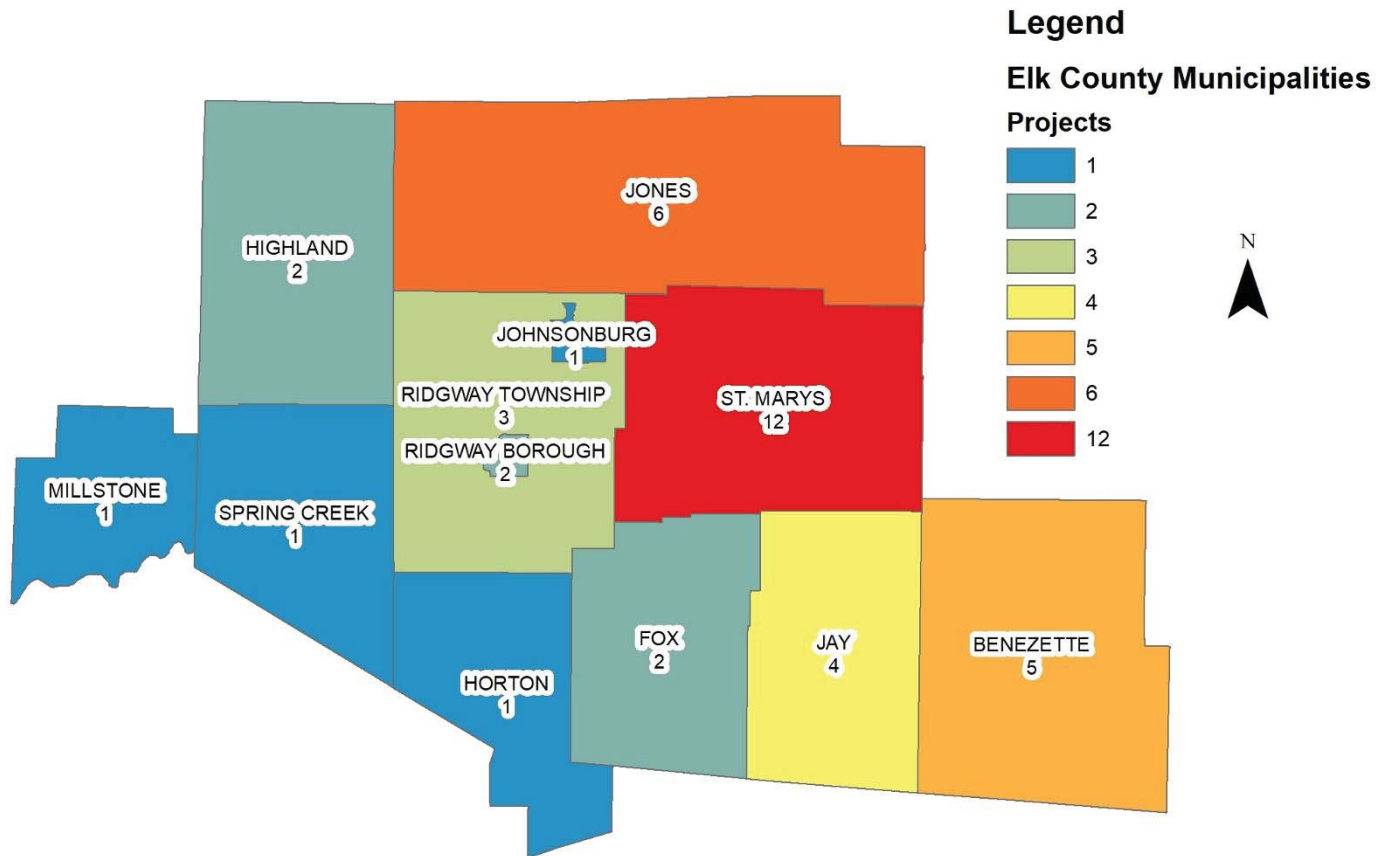 Legend
Elk County Municipalities
Projects
1
2
3
4
5
6
12
N
JONES
6
HIGHLAND
2
JOHNSONBURG
1
RIDGWAY TOWNSHIP
3
ST. MARYS
12
RIDGWAY BOROUGH
2
MILLSTONE
1
SPRING CREEK
1
FOX
2
JAY
4
BENEZETTE
5
HORTON
1